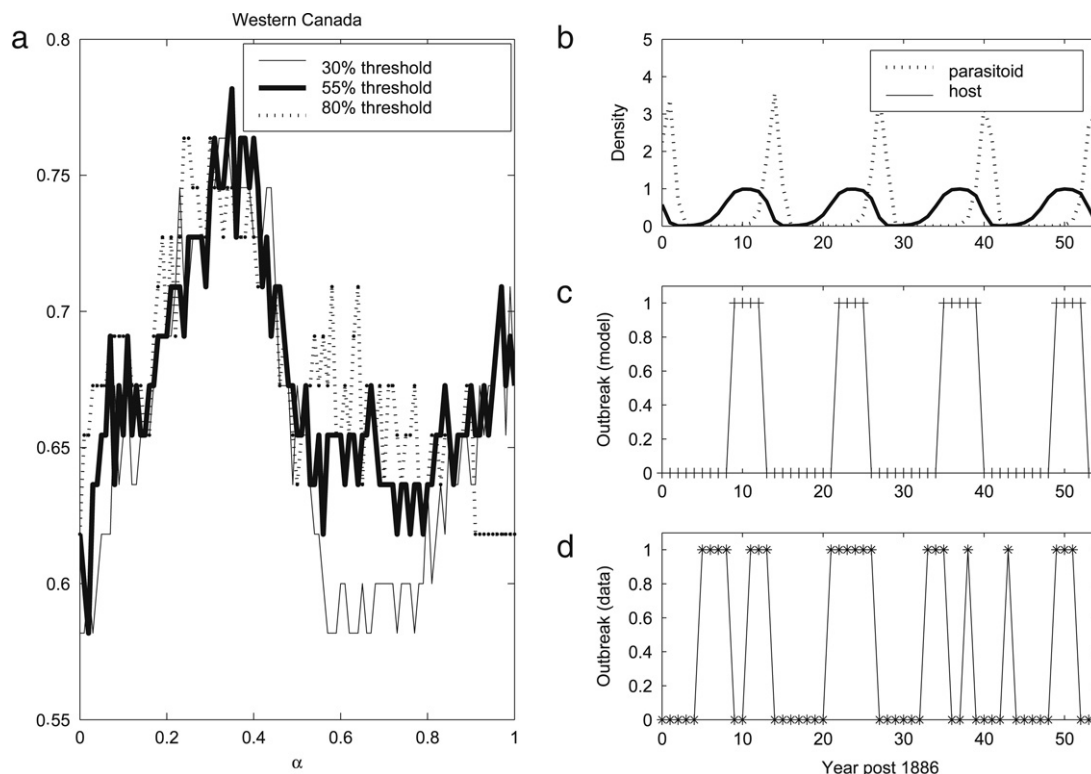 Western Canada
a
0.8
0.75
0.7
0.65
0.6
0.55
0 0.2 0.4 0.6 0.8 1
α
30% threshold
55% threshold
80% threshold
b
5
4
3
2
1
0
Density
0 10 20 30 40 50
parasitoid
host
c
1
0.8
0.6
0.4
0.2
0
Outbreak (model)
0 10 20 30 40 50
d
1
0.8
0.6
0.4
0.2
0
Outbreak (data)
0 10 20 30 40 50
Year post 1886